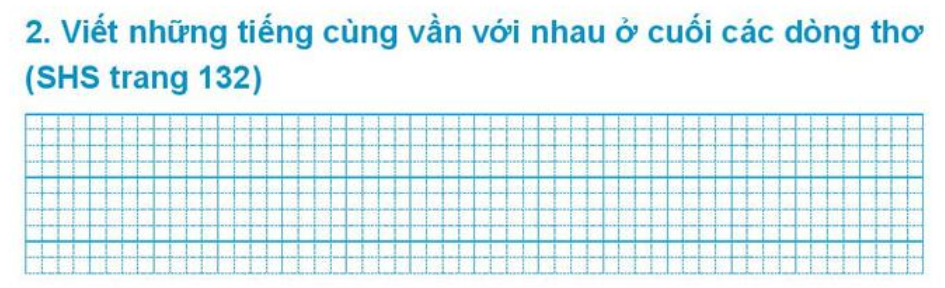 2. Viết những tiếng cùng vần với nhau ở cuối các dòng thơ
(SHS trang 132)